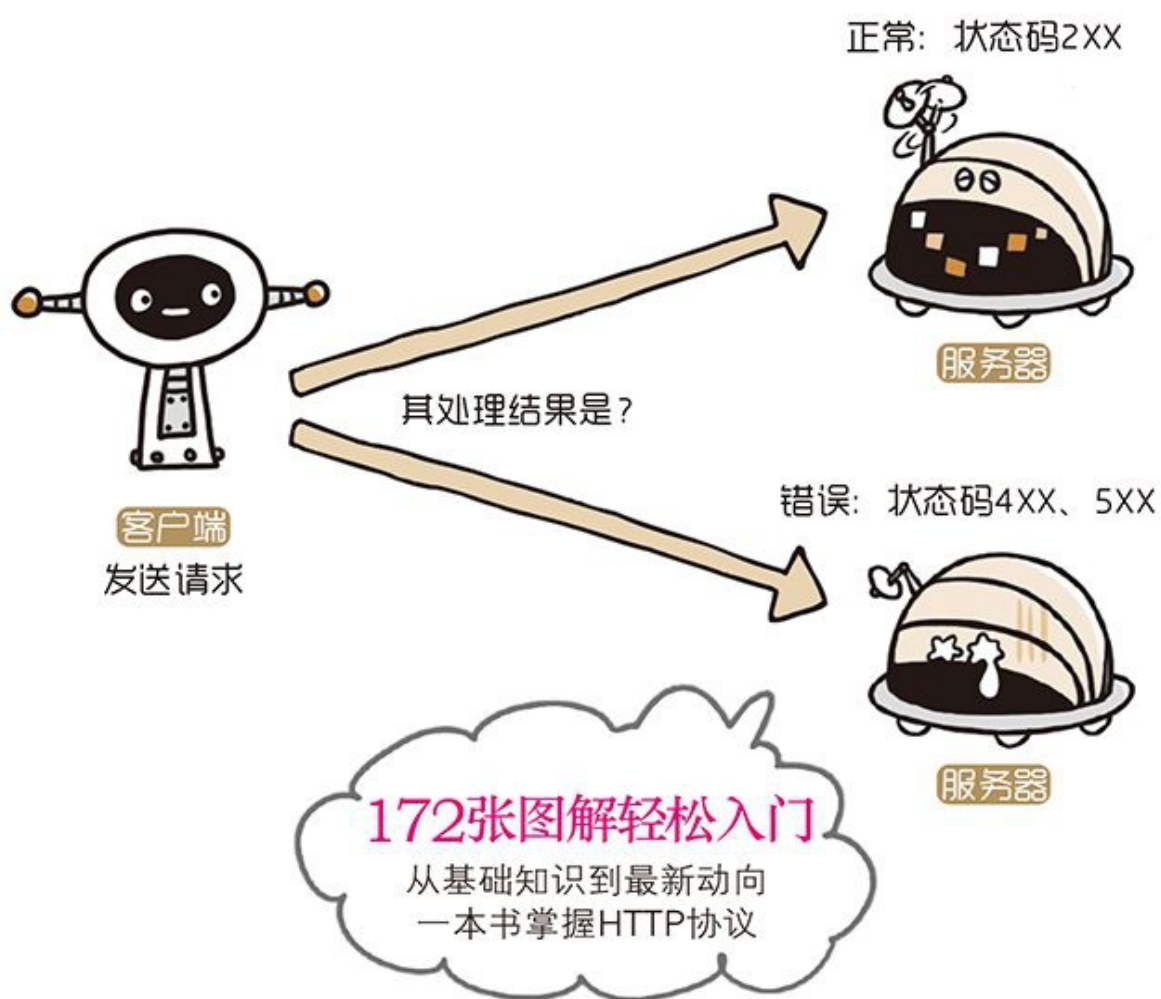 正常：状态码2XX
服务器
其处理结果是？
客户端
发送请求
错误：状态码4XX、5XX
服务器
172张图解轻松入门
从基础知识到最新动向
一本书掌握HTTP协议